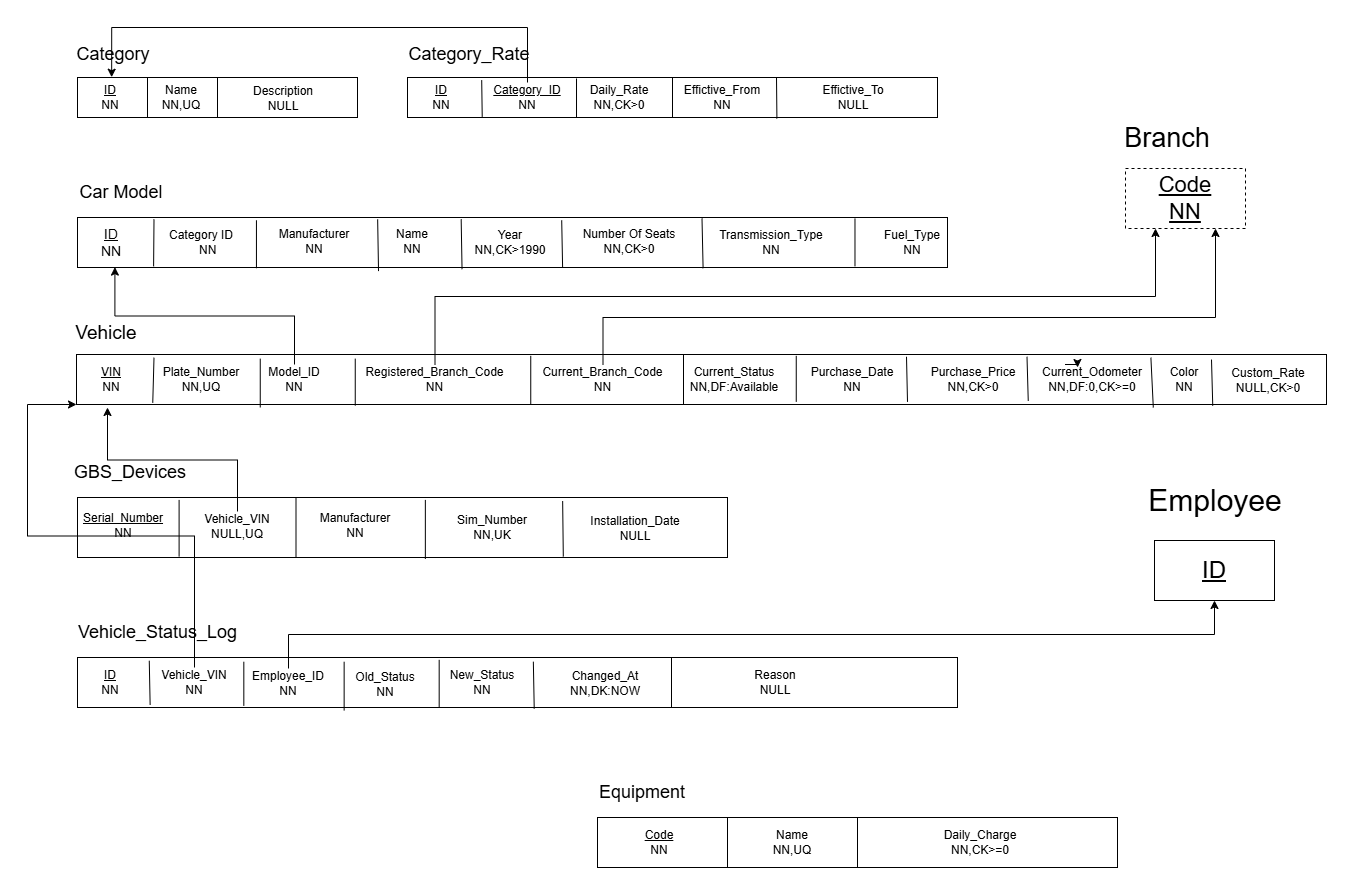 Category
ID
NN
Name
NN,UQ
Description
NULL
Category_Rate
ID
NN
Category_ID
NN
Daily_Rate
NN,CK>0
Effictive_From
NN
Effictive_To
NULL
Branch
Code
NN
Car Model
ID
NN
Category ID
NN
Manufacturer
NN
Name
NN
Year
NN,CK>1990
Number Of Seats
NN,CK>0
Transmission_Type
NN
Fuel_Type
NN
Vehicle
VIN
NN
Plate_Number
NN,UQ
Model_ID
NN
Registered_Branch_Code
NN
Current_Branch_Code
NN
Current_Status
NN,DF:Available
Purchase_Date
NN
Purchase_Price
NN,CK>0
Current_Odometer
NN,DF:0,CK>=0
Color
NN
Custom_Rate
NULL,CK>0
GBS_Devices
Serial_Number
NN
Vehicle_VIN
NULL,UQ
Manufacturer
NN
Sim_Number
NN,UK
Installation_Date
NULL
Employee
ID
Vehicle_Status_Log
ID
NN
Vehicle_VIN
NN
Employee_ID
NN
Old_Status
NN
New_Status
NN
Changed_At
NN,DK:NOW
Reason
NULL
Equipment
Code
NN
Name
NN,UQ
Daily_Charge
NN,CK>=0